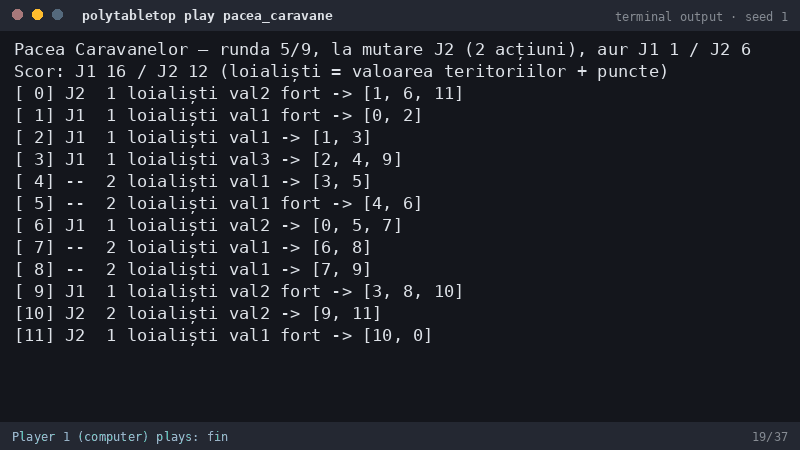 polytabletop play pacea_caravane
terminal output · seed 1
Pacea Caravanelor — runda 5/9, la mutare J2 (2 acțiuni), aur J1 1 / J2 6
Scor: J1 16 / J2 12 (loialiști = valoarea teritoriilor + puncte)
[ 0] J2  1 loialiști val2 fort -> [1, 6, 11]
[ 1] J1  1 loialiști val1 fort -> [0, 2]
[ 2] J1  1 loialiști val1 -> [1, 3]
[ 3] J1  1 loialiști val3 -> [2, 4, 9]
[ 4] --  2 loialiști val1 -> [3, 5]
[ 5] --  2 loialiști val1 fort -> [4, 6]
[ 6] J1  1 loialiști val2 -> [0, 5, 7]
[ 7] --  2 loialiști val1 -> [6, 8]
[ 8] --  2 loialiști val1 -> [7, 9]
[ 9] J1  1 loialiști val2 fort -> [3, 8, 10]
[10] J2  2 loialiști val2 -> [9, 11]
[11] J2  1 loialiști val1 fort -> [10, 0]
Player 1 (computer) plays: fin
19/37